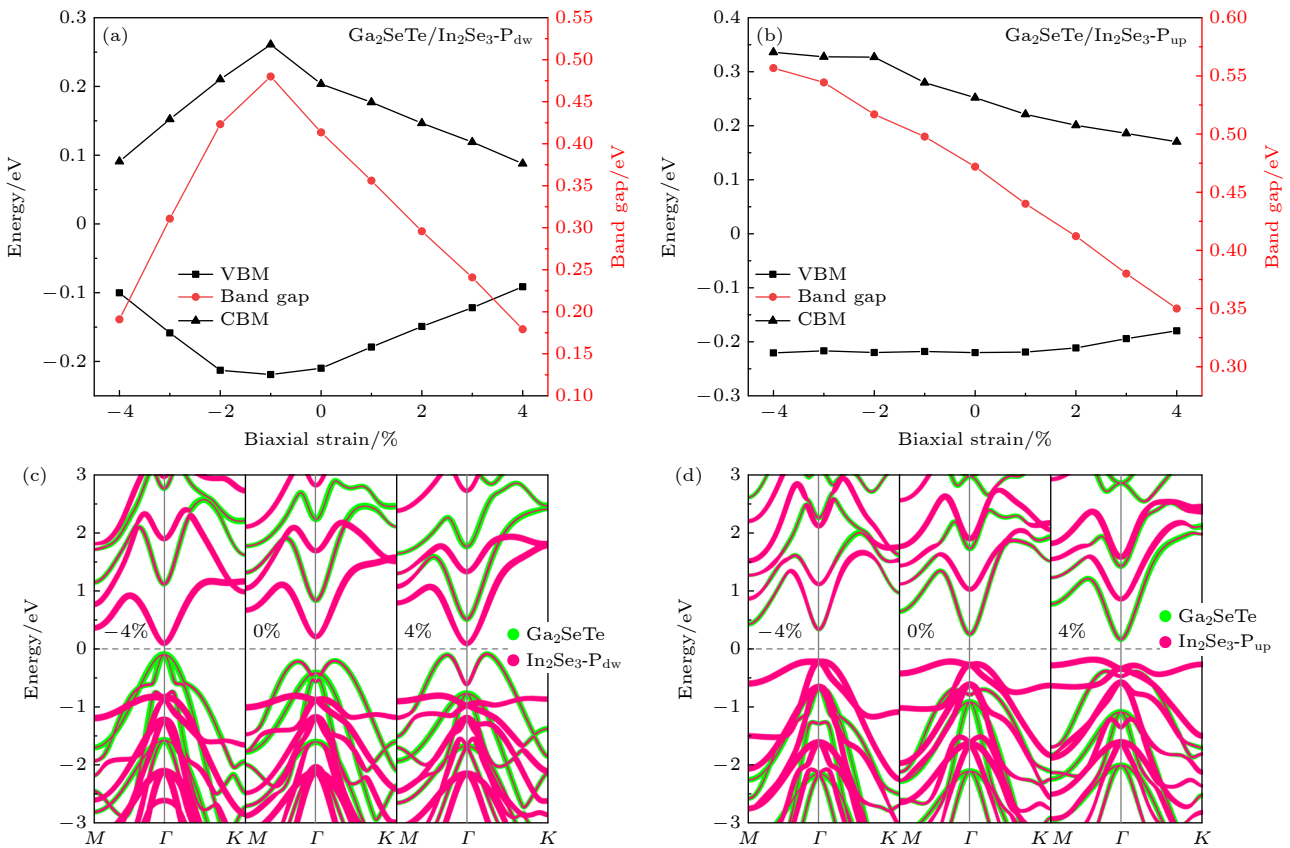 (a)
Ga₂SeTe/In₂Se₃-P_dw
0.3
0.2
0.1
0
−0.1
−0.2
Energy/eV
0.55
0.50
0.45
0.40
0.35
0.30
0.25
0.20
0.15
0.10
Band gap/eV
VBM
Band gap
CBM
−4
−2
0
2
4
Biaxial strain/%
(b)
Ga₂SeTe/In₂Se₃-P_up
0.4
0.3
0.2
0.1
0
−0.1
−0.2
−0.3
Energy/eV
0.60
0.55
0.50
0.45
0.40
0.35
0.30
Band gap/eV
VBM
Band gap
CBM
−4
−2
0
2
4
Biaxial strain/%
(c)
3
2
1
0
−1
−2
−3
Energy/eV
−4%
0%
4%
Ga₂SeTe
In₂Se₃-P_dw
M
Γ
K
M
Γ
K
M
Γ
K
(d)
3
2
1
0
−1
−2
−3
Energy/eV
−4%
0%
4%
Ga₂SeTe
In₂Se₃-P_up
M
Γ
K
M
Γ
K
M
Γ
K